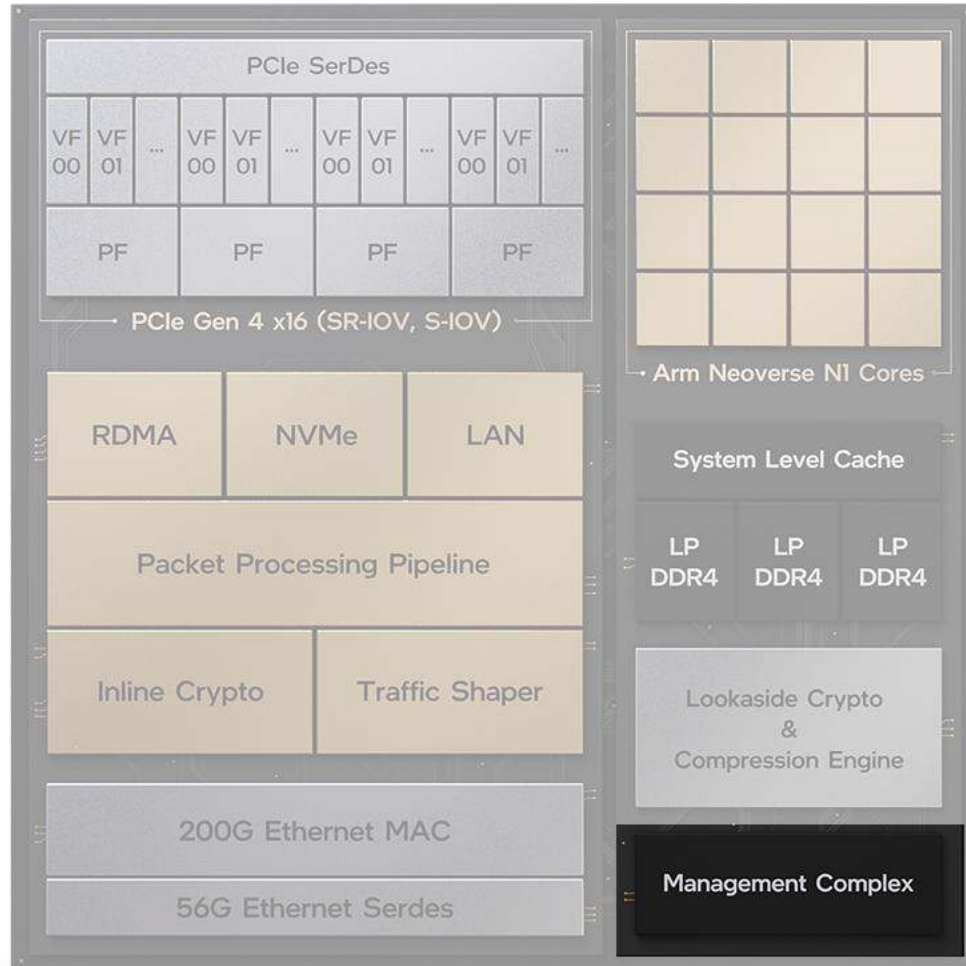 PCIe SerDes
VF 00
VF 01
...
VF 00
VF 01
...
VF 00
VF 01
...
VF 00
VF 01
...
PF
PF
PF
PF
PCIe Gen 4 x16 (SR-IOV, S-IOV)
RDMA
NVMe
LAN
Packet Processing Pipeline
Inline Crypto
Traffic Shaper
200G Ethernet MAC
56G Ethernet Serdes
Arm Neoverse N1 Cores
System Level Cache
LP
DDR4
LP
DDR4
LP
DDR4
Lookaside Crypto
&
Compression Engine
Management Complex